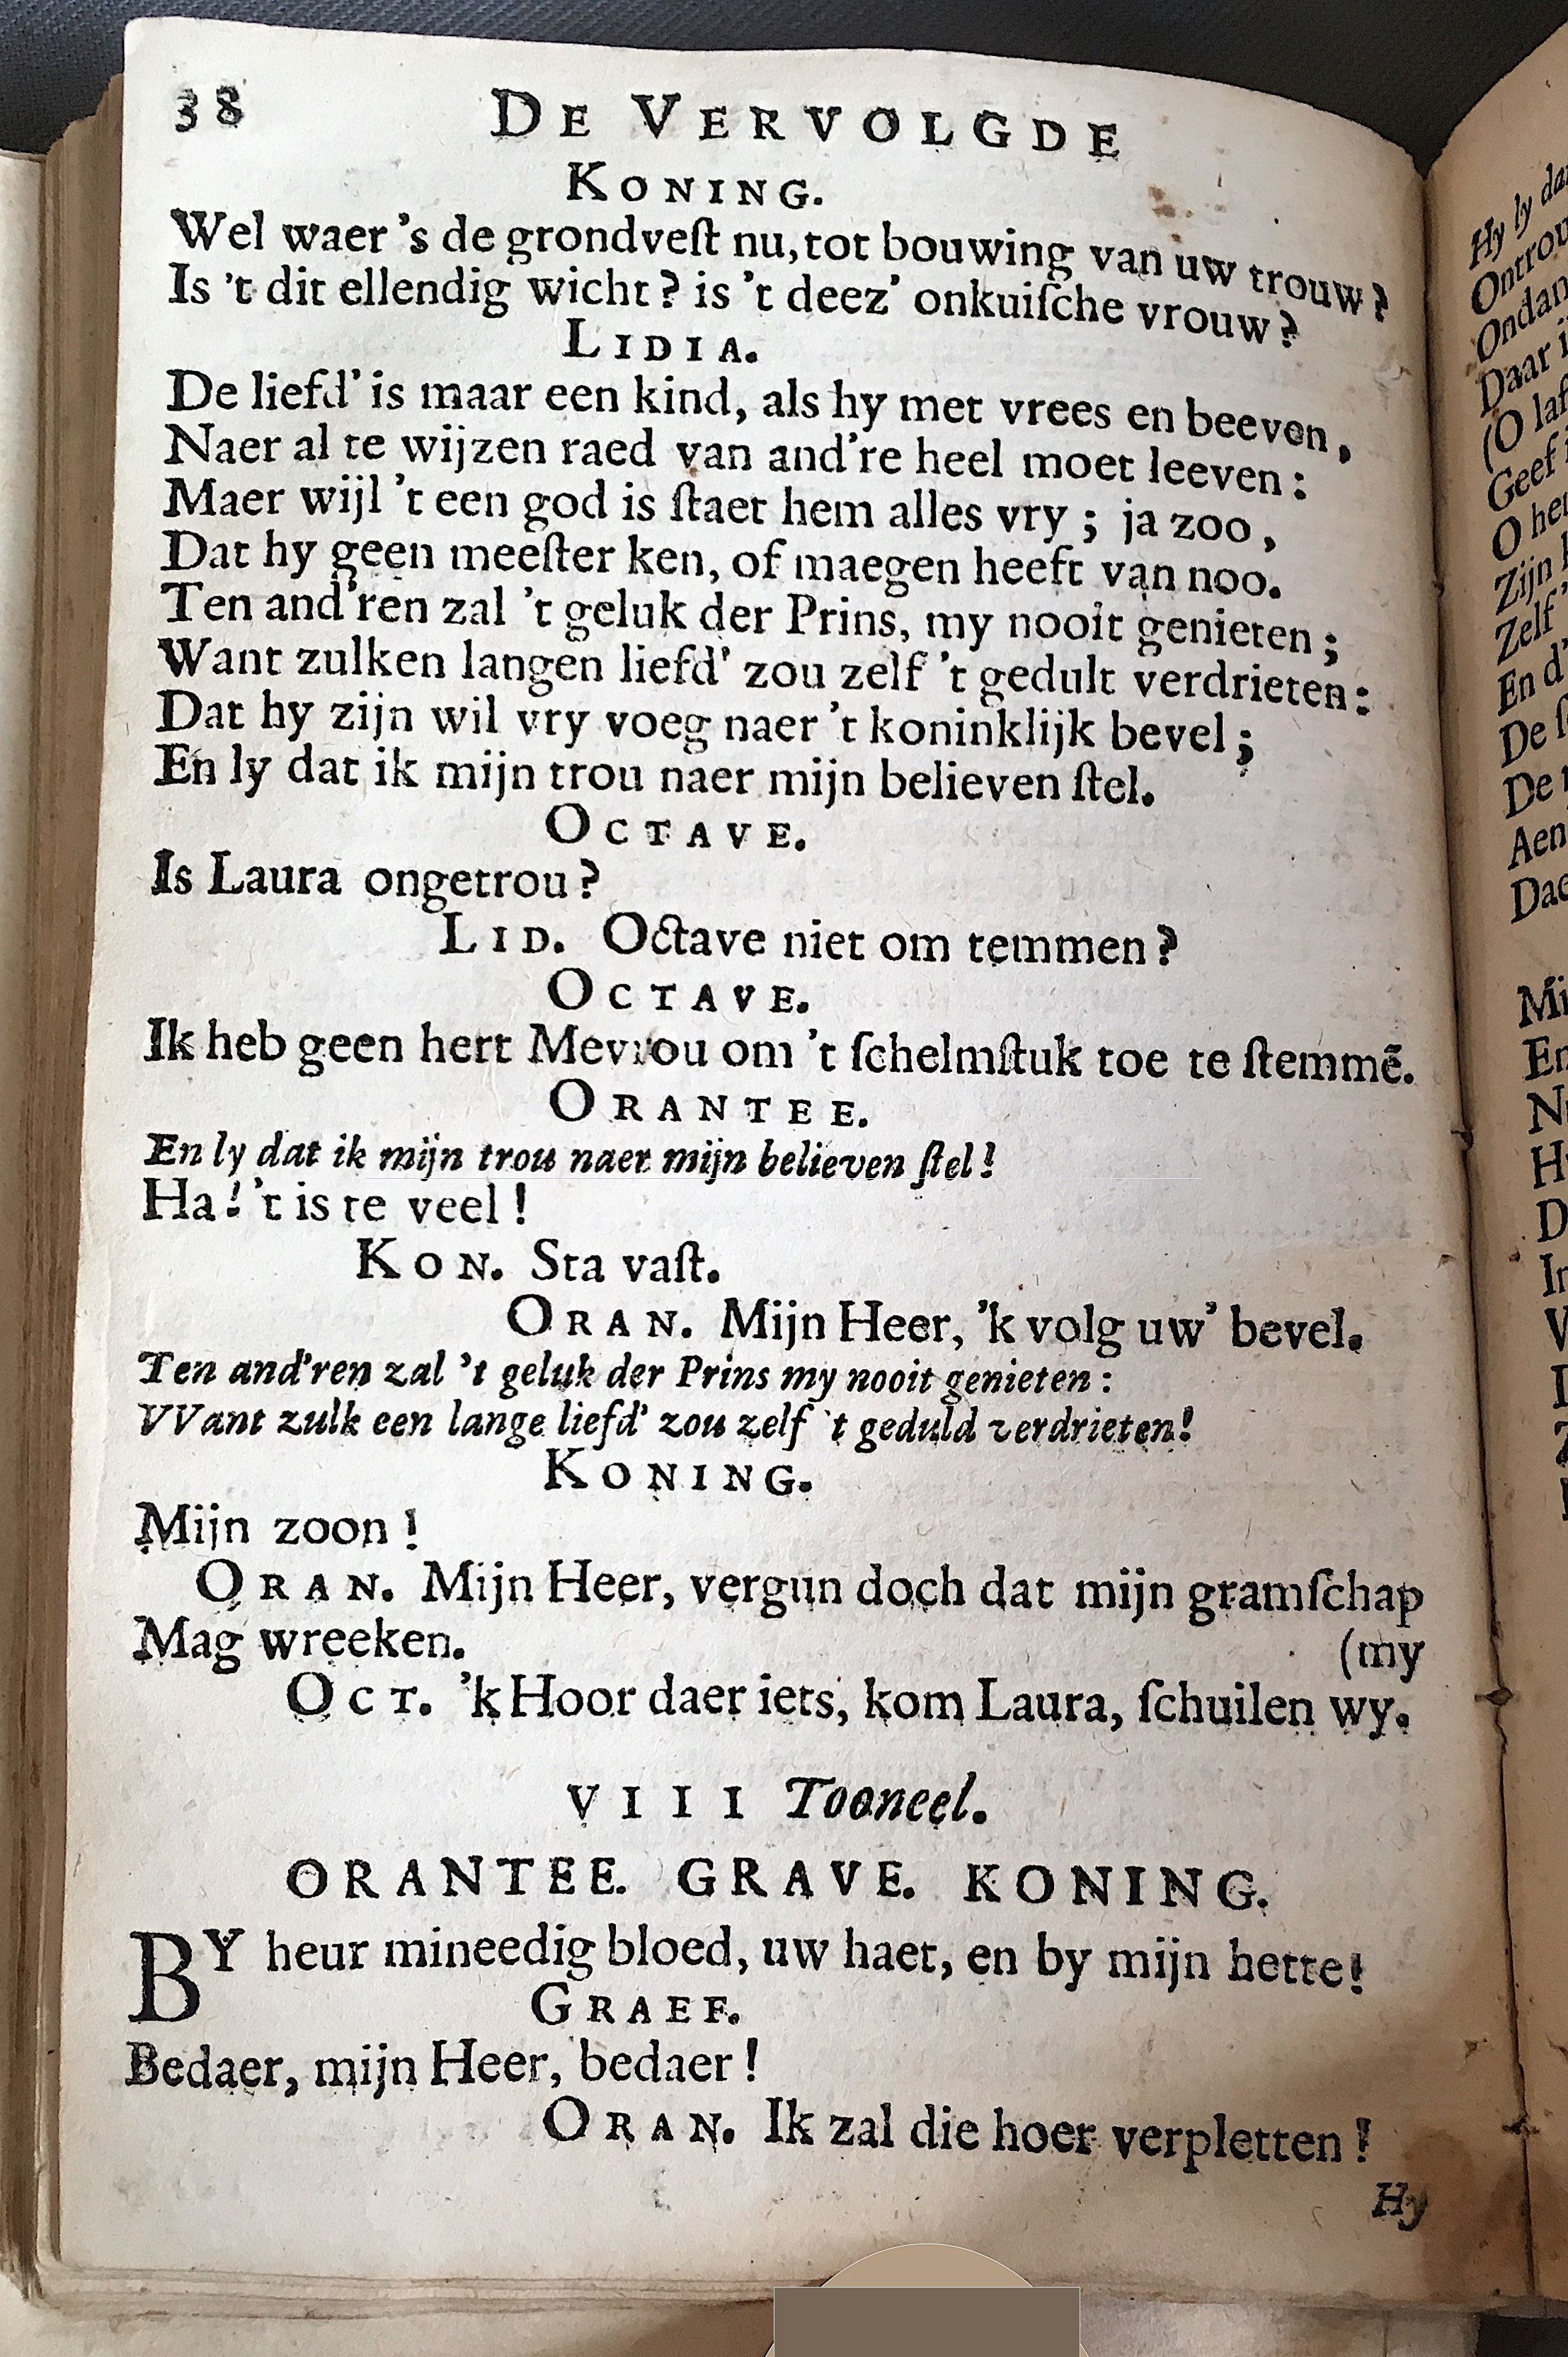 38 DE VERVOLGDE
KONING.
Wel waer 's de grondveſt nu, tot bouwing van uw trouw?
Is 't dit ellendig wicht? is 't deez' onkuiſche vrouw?
LIDIA.
De liefd' is maar een kind, als hy met vrees en beeven,
Naer al te wijzen raed van and're heel moet leeven:
Maer wijl 't een god is ſtaet hem alles vry; ja zoo,
Dat hy geen meeſter ken, of maegen heeft van noo.
Ten and'ren zal 't geluk der Prins, my nooit genieten;
Want zulken langen liefd' zou zelf 't gedult verdrieten:
Dat hy zijn wil vry voeg naer 't koninklijk bevel;
En ly dat ik mijn trou naer mijn believen ſtel.
OCTAVE.
Is Laura ongetrou?
LID. Octave niet om temmen?
OCTAVE.
Ik heb geen hert Mevrou om 't ſchelmſtuk toe te ſtemmē.
ORANTEE.
En ly dat ik mijn trou naer mijn believen ſtel!
Ha! 't is te veel!
KON. Sta vaſt.
ORAN. Mijn Heer, 'k volg uw' bevel.
Ten and'ren zal 't geluk der Prins my nooit genieten:
VVant zulk een lange liefd' zou zelf 't geduld verdrieten!
KONING.
Mijn zoon!
ORAN. Mijn Heer, vergun doch dat mijn gramſchap
Mag wreeken. (my
OCT. 'k Hoor daer iets, kom Laura, ſchuilen wy.
VIII Tooneel.
ORANTEE. GRAVE. KONING.
BY heur mineedig bloed, uw haet, en by mijn hette!
GRAEF.
Bedaer, mijn Heer, bedaer!
ORAN. Ik zal die hoer verpletten!
Hy
Hy ly
Daar
(O
Geef
O
Zijn
Zelf
En d'
De
De
Aen